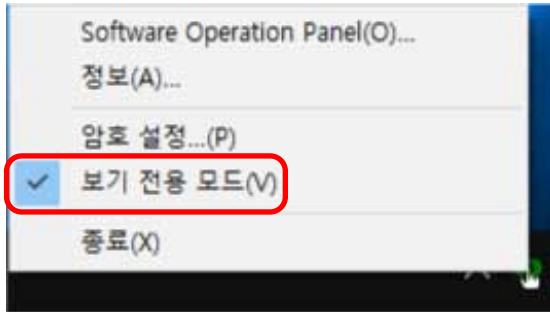 Software Operation Panel(O)...
정보(A)...
암호 설정...(P)
보기 전용 모드(V)
종료(X)